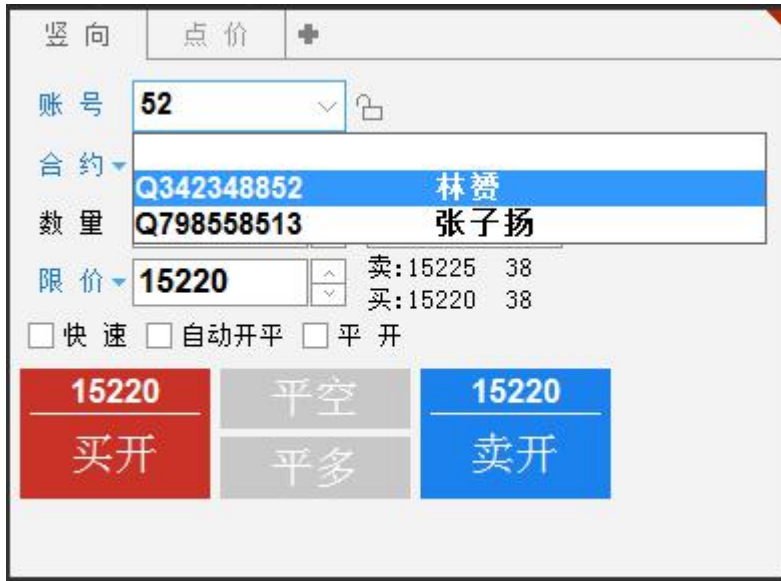 竖 向 点 价
账 号 52
合 约
Q342348852 林赟
数 里 Q798558513 张子扬
限 价 15220
卖:15225 38
买:15220 38
快 速 自动开平 平 开
15220 平空 15220
买开 平多 卖开